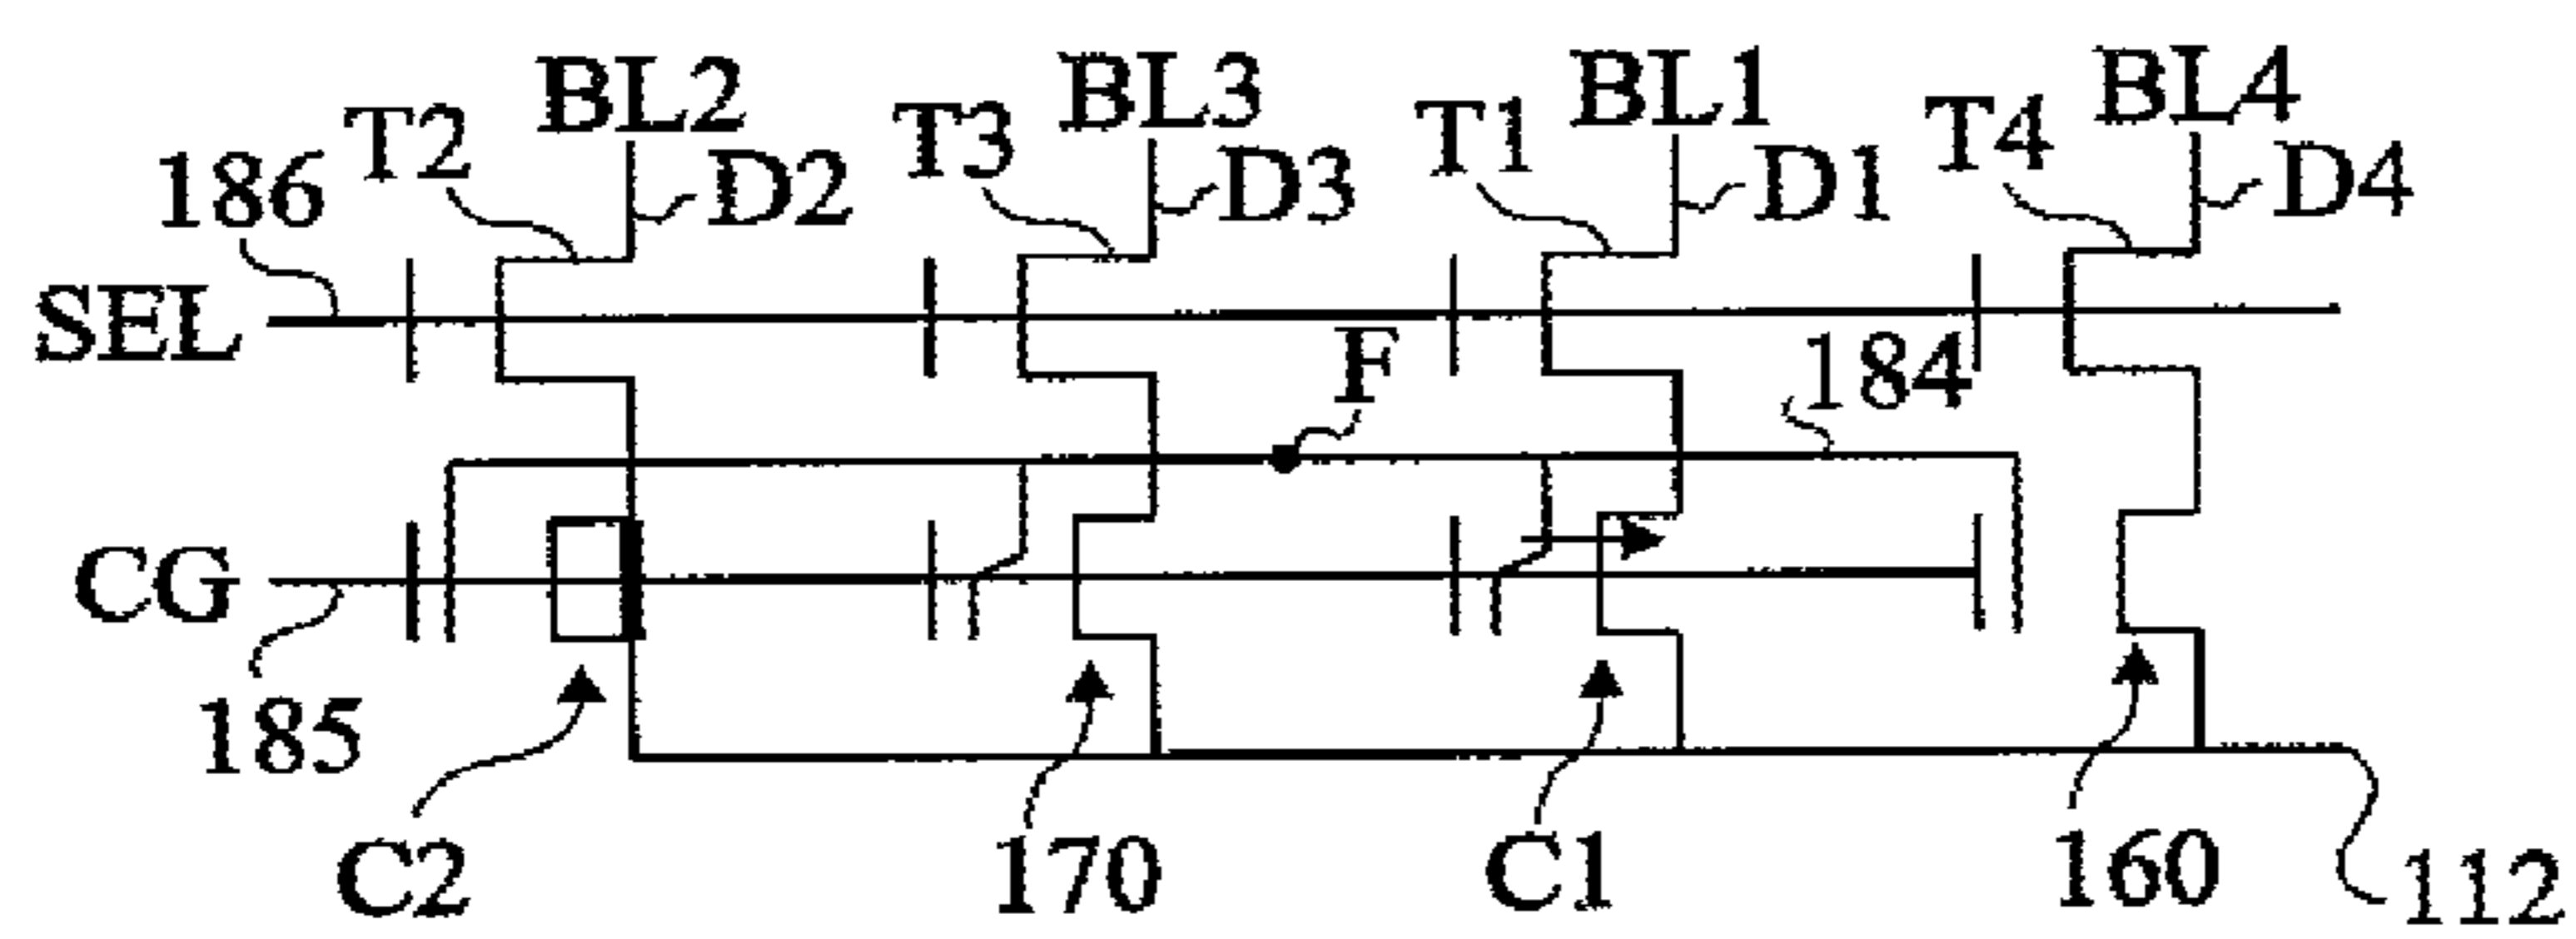 BL2 BL3 BL1 BL4
T2 T3 T1 T4
186 D2 D3 D1 D4
SEL F 184
CG
185
C2 170 C1 160 112